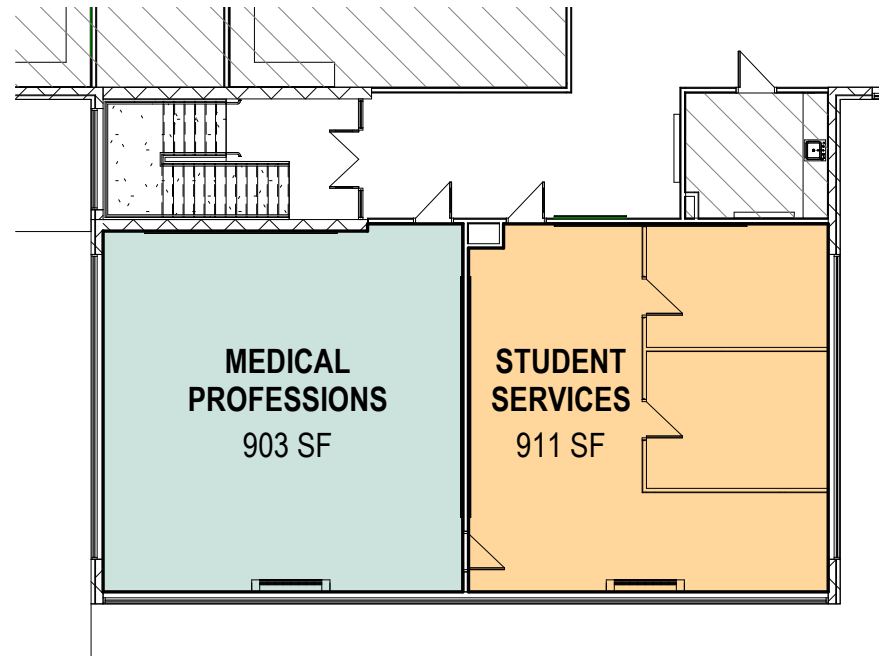 MEDICAL
PROFESSIONS
903 SF
STUDENT
SERVICES
911 SF